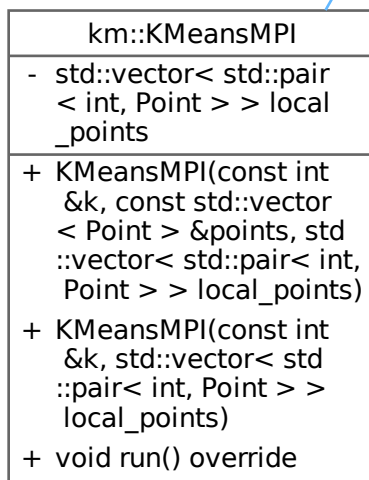 km::KMeansMPI
- std::vector< std::pair
< int, Point > > local
_points
+ KMeansMPI(const int
&k, const std::vector
< Point > &points, std
::vector< std::pair< int,
Point > > local_points)
+ KMeansMPI(const int
&k, std::vector< std
::pair< int, Point > >
local_points)
+ void run() override